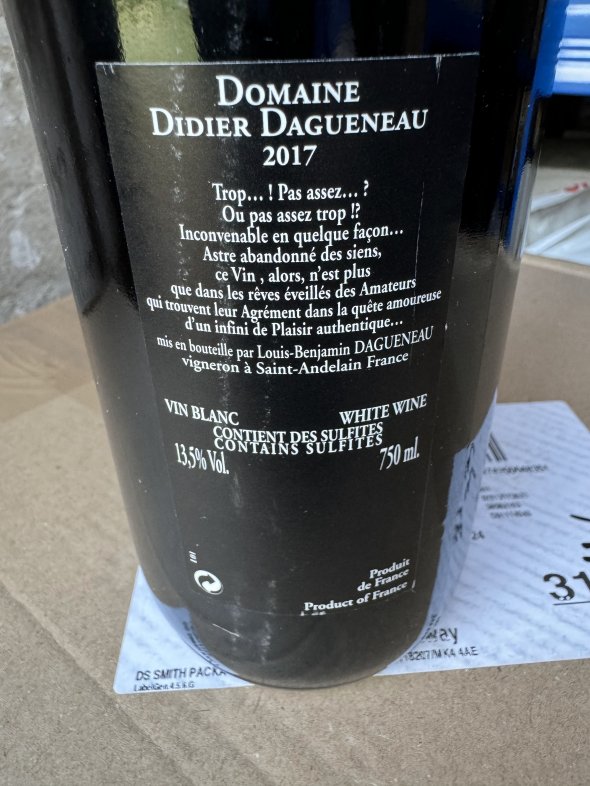 DOMAINE
DIDIER DAGUENEAU
2017
Trop... ! Pas assez... ?
Ou pas assez trop !?
Inconvenable en quelque façon...
Astre abandonné des siens,
ce Vin , alors, n'est plus
que dans les rêves éveillés des Amateurs
qui trouvent leur Agrément dans la quête amoureuse
d'un infini de Plaisir authentique...
mis en bouteille par Louis-Benjamin DAGUENEAU
vigneron à Saint-Andelain France
VIN BLANC WHITE WINE
CONTIENT DES SULFITES
CONTAINS SULFITES
13,5% Vol. 750 ml.
Produit
de France
Product of France
DS SMITH PACKA
31